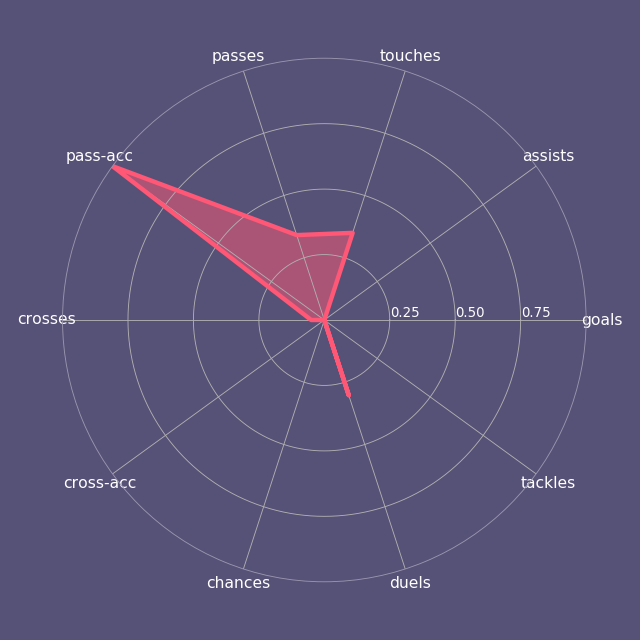 passes
touches
pass-acc
assists
0.25
0.50
0.75
crosses
goals
cross-acc
tackles
chances
duels